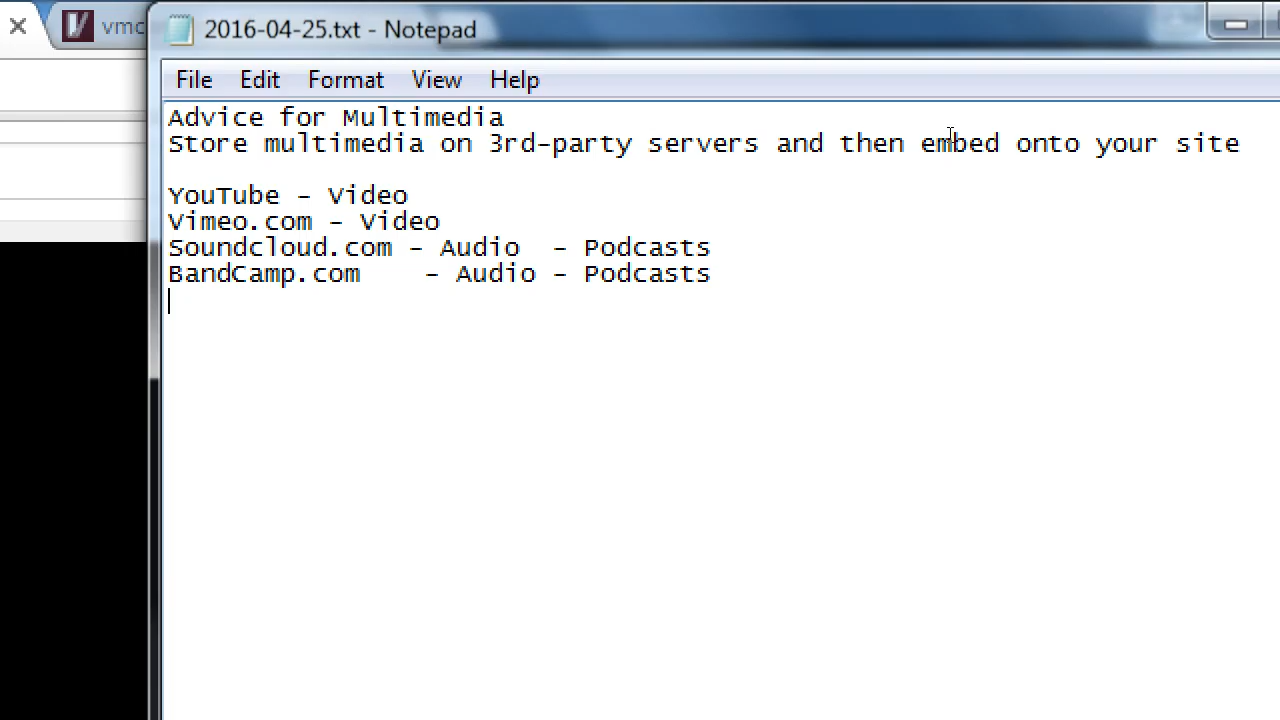 vmc
2016-04-25.txt - Notepad
File Edit Format View Help
Advice for Multimedia
Store multimedia on 3rd-party servers and then embed onto your site
YouTube - Video
Vimeo.com - Video
Soundcloud.com - Audio  - Podcasts
BandCamp.com    - Audio - Podcasts